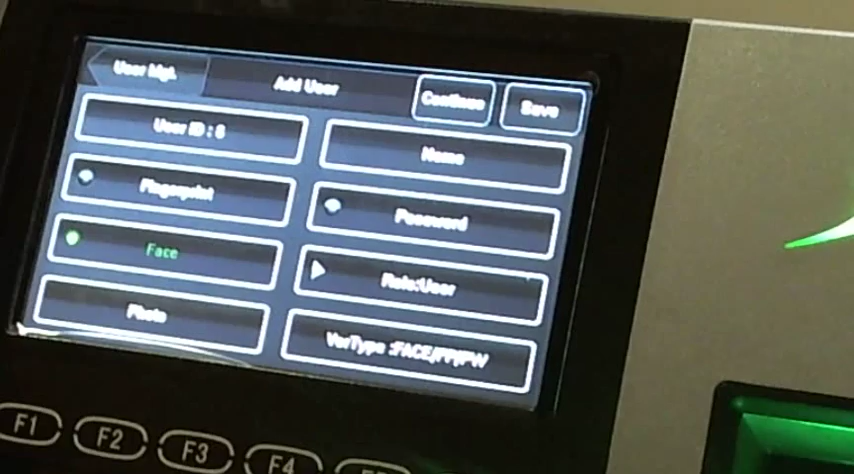 User Mgt.
Add User
Continue
Save
User ID : 6
Name
Fingerprint
Password
Face
Role:User
Photo
VerType :FACE/FP/PW
F1
F2
F3
F4